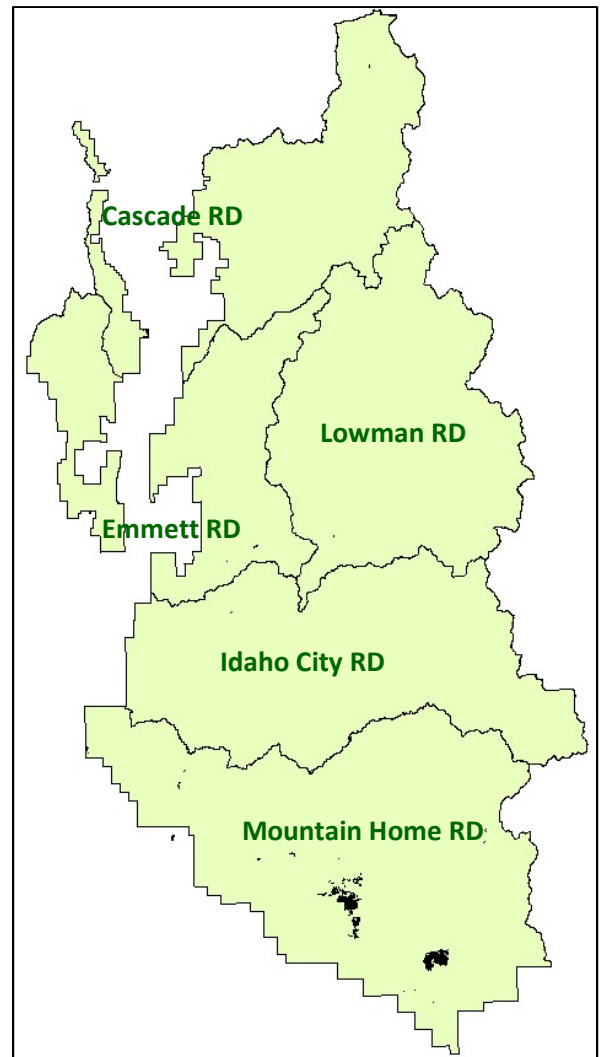 Cascade RD
Lowman RD
Emmett RD
Idaho City RD
Mountain Home RD